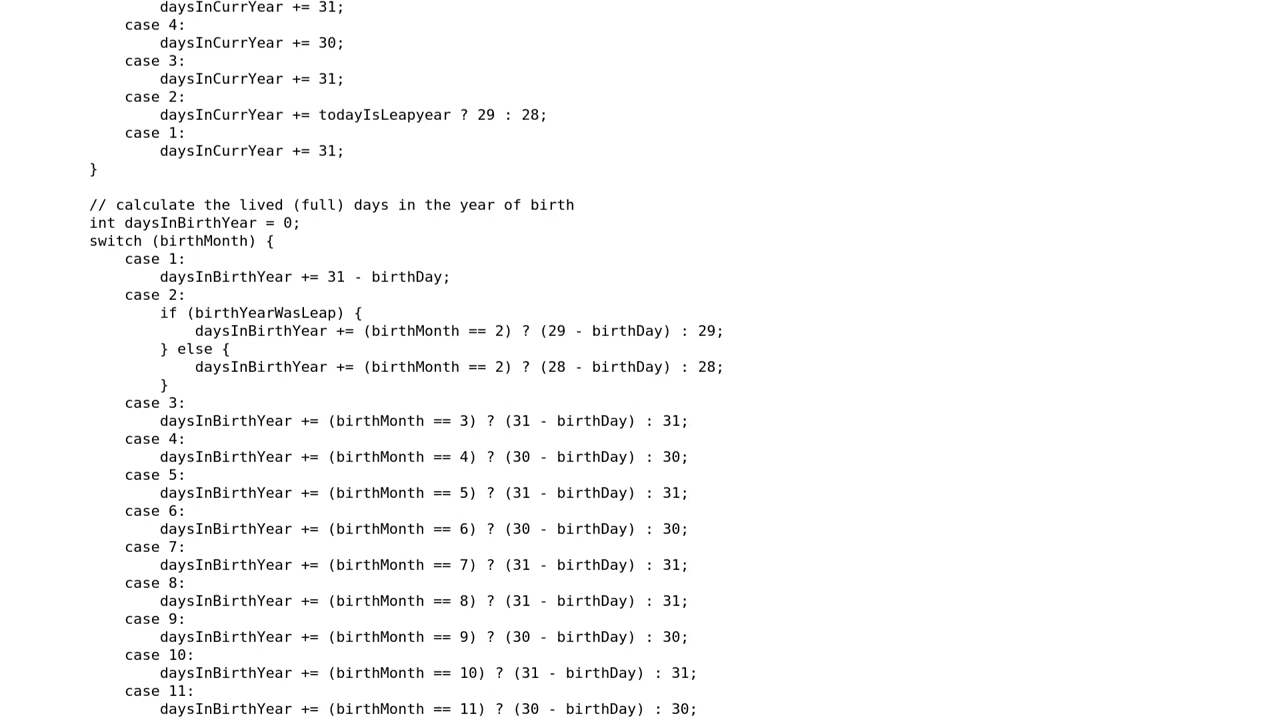 daysInCurrYear += 31;
case 4:
daysInCurrYear += 30;
case 3:
daysInCurrYear += 31;
case 2:
daysInCurrYear += todayIsLeapyear ? 29 : 28;
case 1:
daysInCurrYear += 31;
}
// calculate the lived (full) days in the year of birth
int daysInBirthYear = 0;
switch (birthMonth) {
case 1:
daysInBirthYear += 31 - birthDay;
case 2:
if (birthYearWasLeap) {
daysInBirthYear += (birthMonth == 2) ? (29 - birthDay) : 29;
} else {
daysInBirthYear += (birthMonth == 2) ? (28 - birthDay) : 28;
}
case 3:
daysInBirthYear += (birthMonth == 3) ? (31 - birthDay) : 31;
case 4:
daysInBirthYear += (birthMonth == 4) ? (30 - birthDay) : 30;
case 5:
daysInBirthYear += (birthMonth == 5) ? (31 - birthDay) : 31;
case 6:
daysInBirthYear += (birthMonth == 6) ? (30 - birthDay) : 30;
case 7:
daysInBirthYear += (birthMonth == 7) ? (31 - birthDay) : 31;
case 8:
daysInBirthYear += (birthMonth == 8) ? (31 - birthDay) : 31;
case 9:
daysInBirthYear += (birthMonth == 9) ? (30 - birthDay) : 30;
case 10:
daysInBirthYear += (birthMonth == 10) ? (31 - birthDay) : 31;
case 11:
daysInBirthYear += (birthMonth == 11) ? (30 - birthDay) : 30;